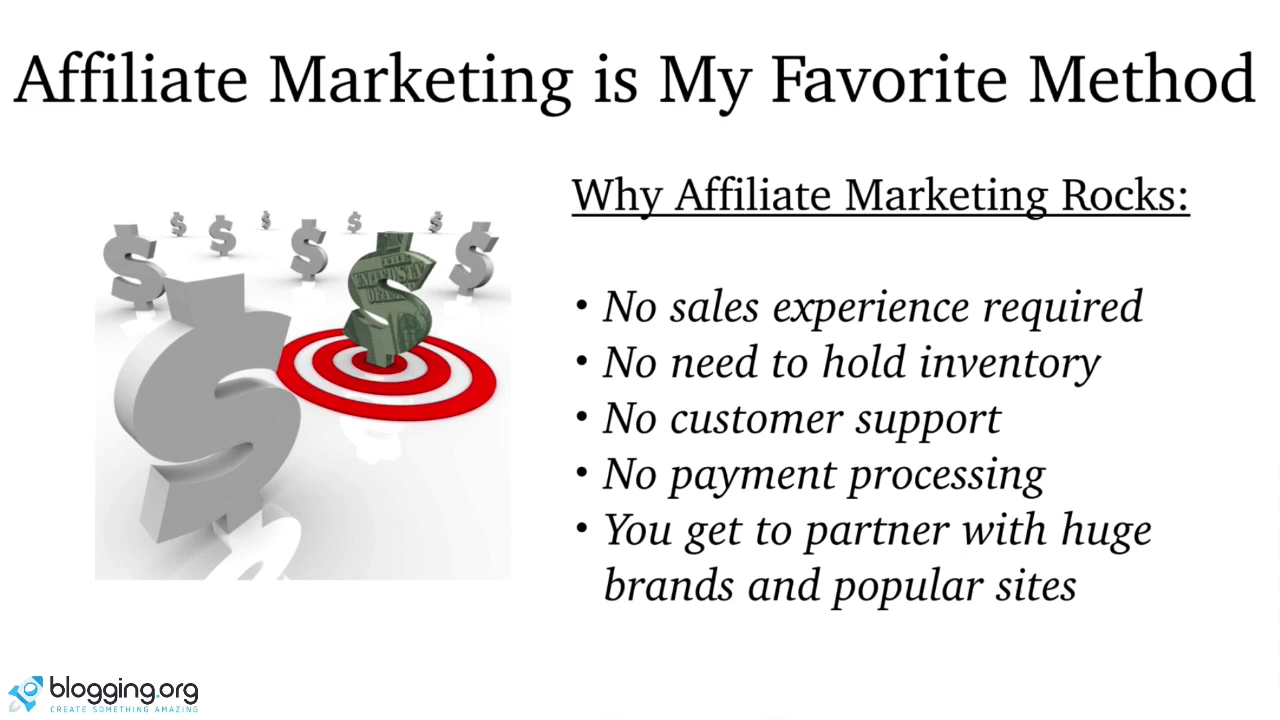 Affiliate Marketing is My Favorite Method
Why Affiliate Marketing Rocks:
• No sales experience required
• No need to hold inventory
• No customer support
• No payment processing
• You get to partner with huge
brands and popular sites
blogging.org
CREATE SOMETHING AMAZING